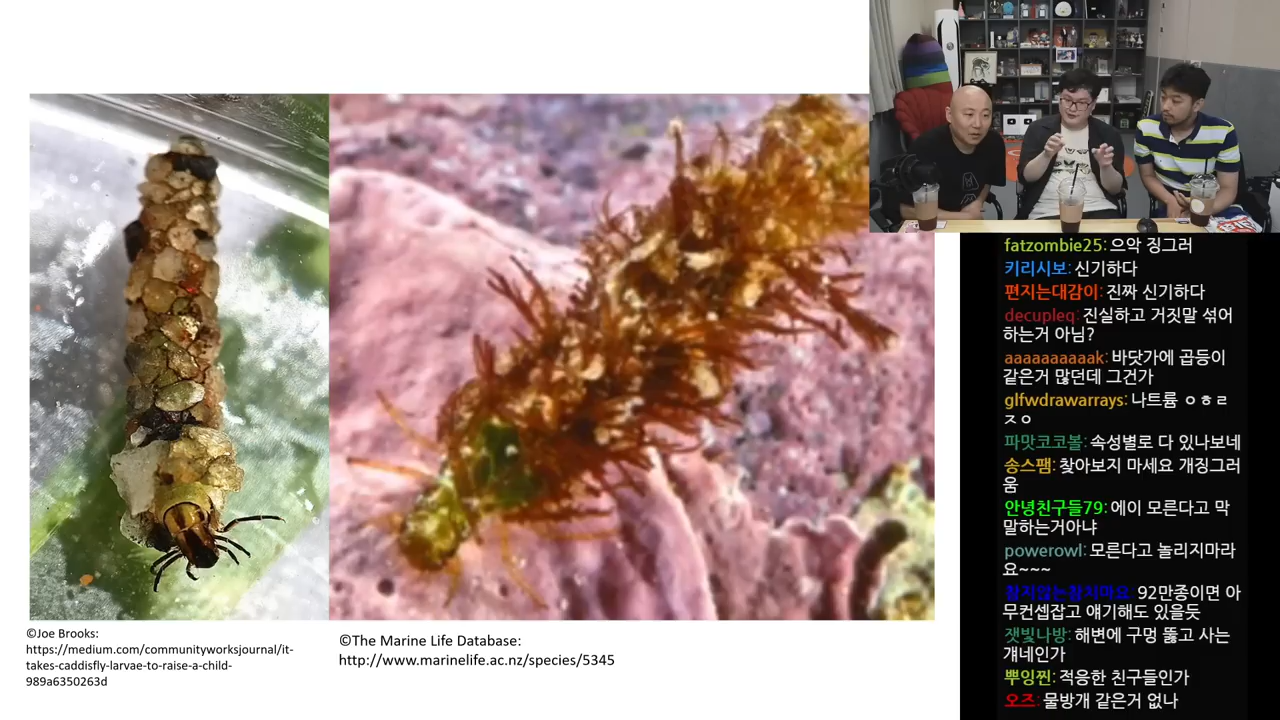 ©Joe Brooks:
https://medium.com/communityworksjournal/it-
takes-caddisfly-larvae-to-raise-a-child-
989a6350263d
©The Marine Life Database:
http://www.marinelife.ac.nz/species/5345
fatzombie25: 으악 징그러
키리시보: 신기하다
편지는대감이: 진짜 신기하다
decupleq: 진실하고 거짓말 섞어
하는거 아님?
aaaaaaaaaak: 바닷가에 곱등이
같은거 많던데 그건가
glfwdrawarrays: 나트륨 ㅇㅎㄹ
ㅈㅇ
파맛코코볼: 속성별로 다 있나보네
송스팸: 찾아보지 마세요 개징그러
움
안녕친구들79: 에이 모른다고 막
말하는거아냐
powerowl: 모른다고 놀리지마라
요~~~
참지않는참치마요: 92만종이면 아
무컨셉잡고 얘기해도 있을듯
잿빛나방: 해변에 구멍 뚫고 사는
걔네인가
뿌잉찐: 적응한 친구들인가
오즈: 물방개 같은거 없나